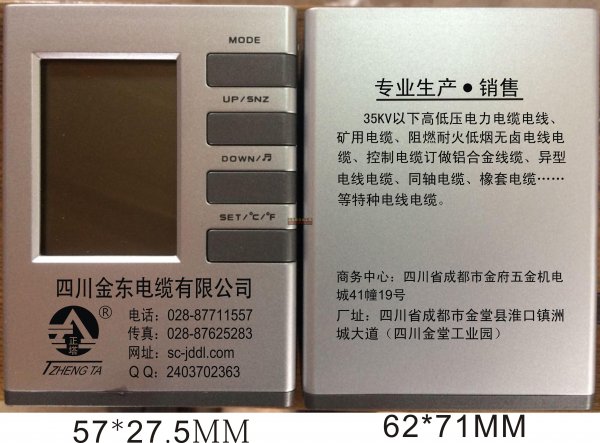 MODE
UP/SNZ
DOWN/♬
SET/°C/°F
四川金东电缆有限公司
®
正塔
TZHENG TA
电话：028-87711557
传真：028-87625283
网址：sc-jddl.com
Q Q：2403702363
57*27.5MM
专业生产●销售
35KV以下高低压电力电缆电线、
矿用电缆、阻燃耐火低烟无卤电线电
缆、控制电缆订做铝合金线缆、异型
电线电缆、同轴电缆、橡套电缆……
等特种电线电缆。
商务中心：四川省成都市金府五金机电
城41幢19号
厂址：四川省成都市金堂县淮口镇洲
城大道（四川金堂工业园）
62*71MM